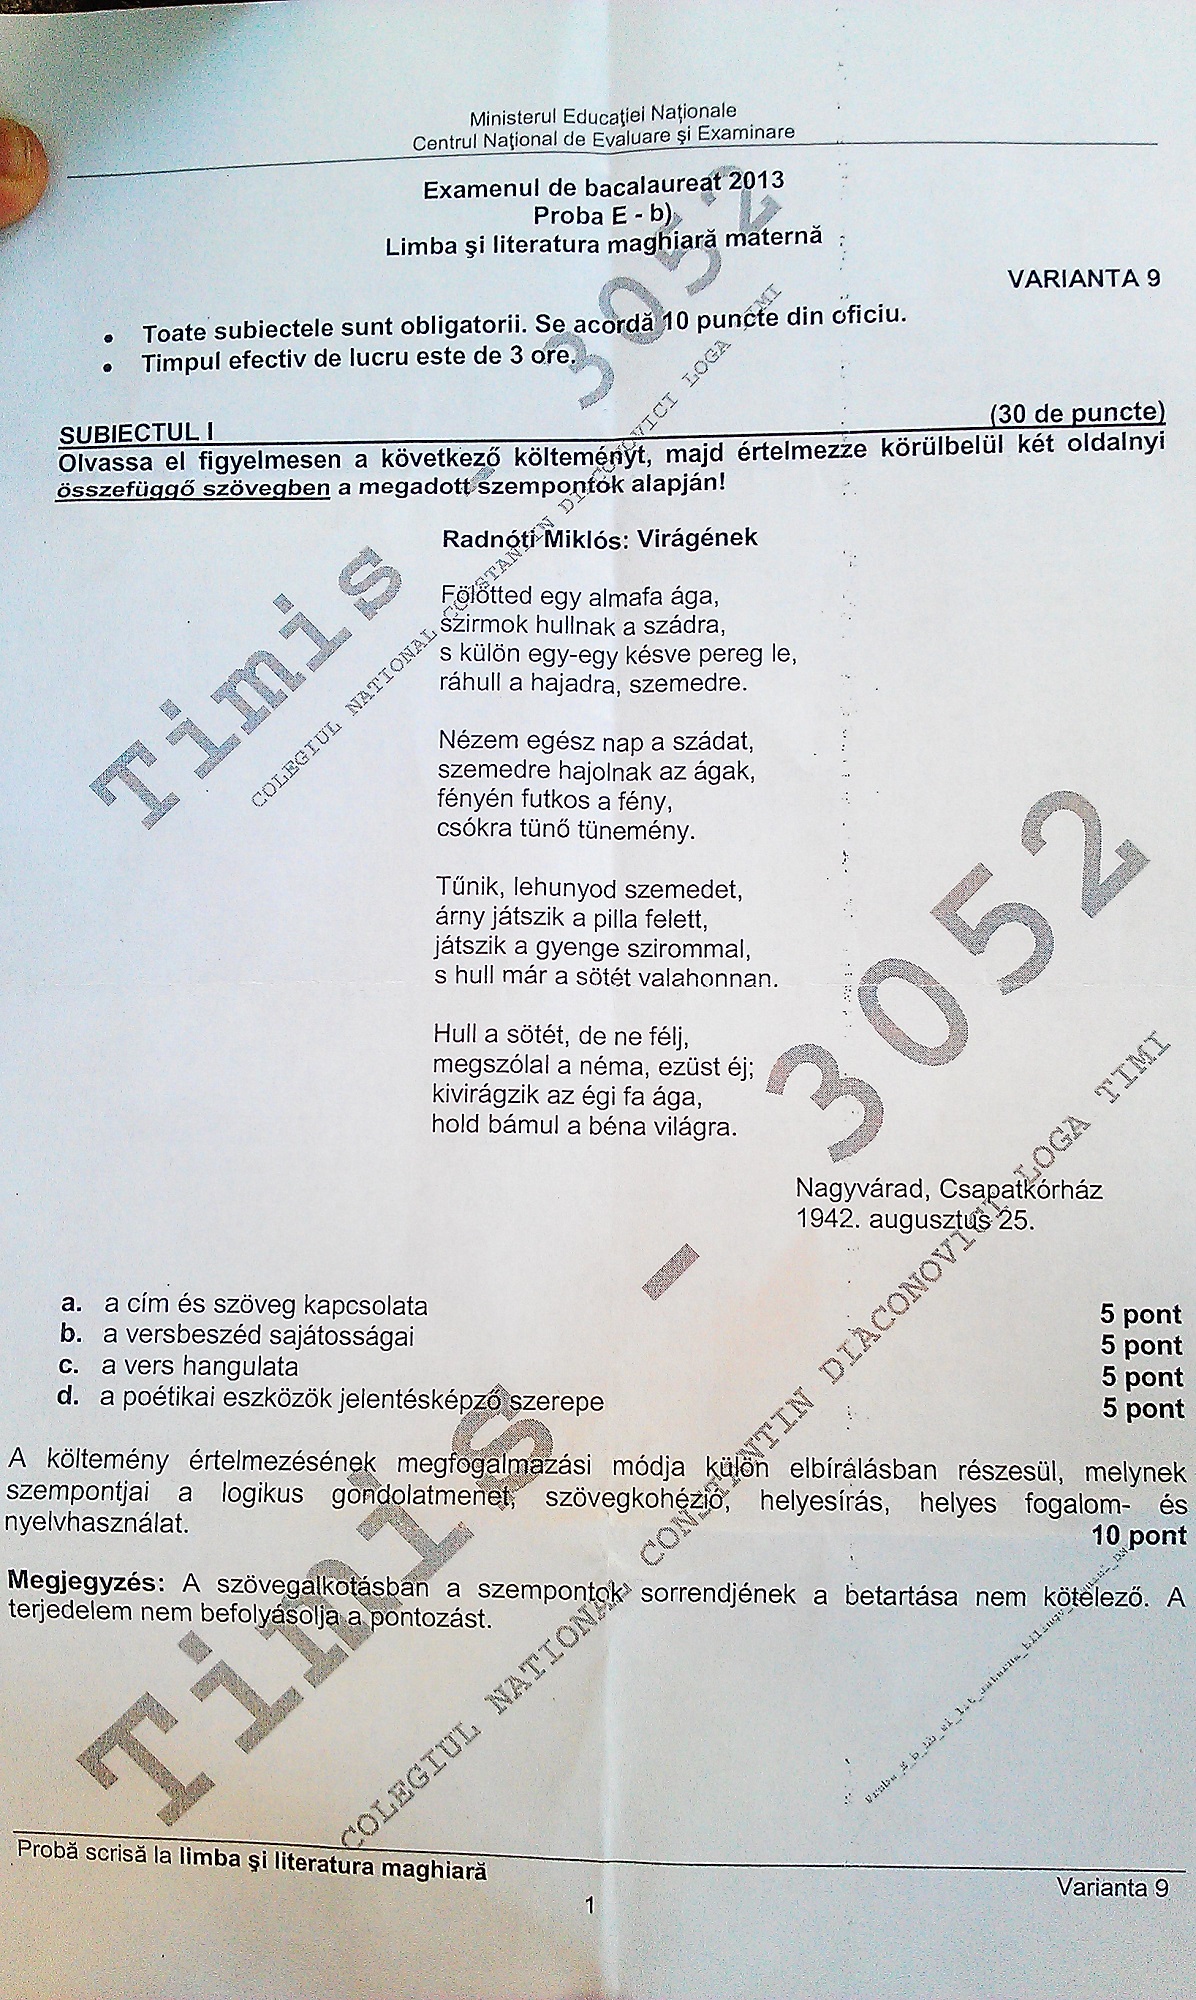 Ministerul Educaţiei Naţionale
Centrul Naţional de Evaluare şi Examinare
Examenul de bacalaureat 2013
Proba E - b)
Limba şi literatura maghiară maternă
VARIANTA 9
• Toate subiectele sunt obligatorii. Se acordă 10 puncte din oficiu.
• Timpul efectiv de lucru este de 3 ore.
SUBIECTUL I (30 de puncte)
Olvassa el figyelmesen a következő költeményt, majd értelmezze körülbelül két oldalnyi
összefüggő szövegben a megadott szempontok alapján!
Radnóti Miklós: Virágének
Fölötted egy almafa ága,
szirmok hullnak a szádra,
s külön egy-egy késve pereg le,
ráhull a hajadra, szemedre.
Nézem egész nap a szádat,
szemedre hajolnak az ágak,
fényén futkos a fény,
csókra tünő tünemény.
Tűnik, lehunyod szemedet,
árny játszik a pilla felett,
játszik a gyenge szirommal,
s hull már a sötét valahonnan.
Hull a sötét, de ne félj,
megszólal a néma, ezüst éj;
kivirágzik az égi fa ága,
hold bámul a béna világra.
Nagyvárad, Csapatkórház
1942. augusztus 25.
a. a cím és szöveg kapcsolata 5 pont
b. a versbeszéd sajátosságai 5 pont
c. a vers hangulata 5 pont
d. a poétikai eszközök jelentésképző szerepe 5 pont
A költemény értelmezésének megfogalmazási módja külön elbírálásban részesül, melynek
szempontjai a logikus gondolatmenet, szövegkohézió, helyesírás, helyes fogalom- és
nyelvhasználat. 10 pont
Megjegyzés: A szövegalkotásban a szempontok sorrendjének a betartása nem kötelező. A
terjedelem nem befolyásolja a pontozást.
Probă scrisă la limba şi literatura maghiară
Varianta 9
1
Timis - 3052
COLEGIUL NATIONAL CONSTANTIN DIACONOVICI LOGA TIMI
Timis - 3052
COLEGIUL NATIONAL CONSTANTIN DIACONOVICI LOGA TIMI